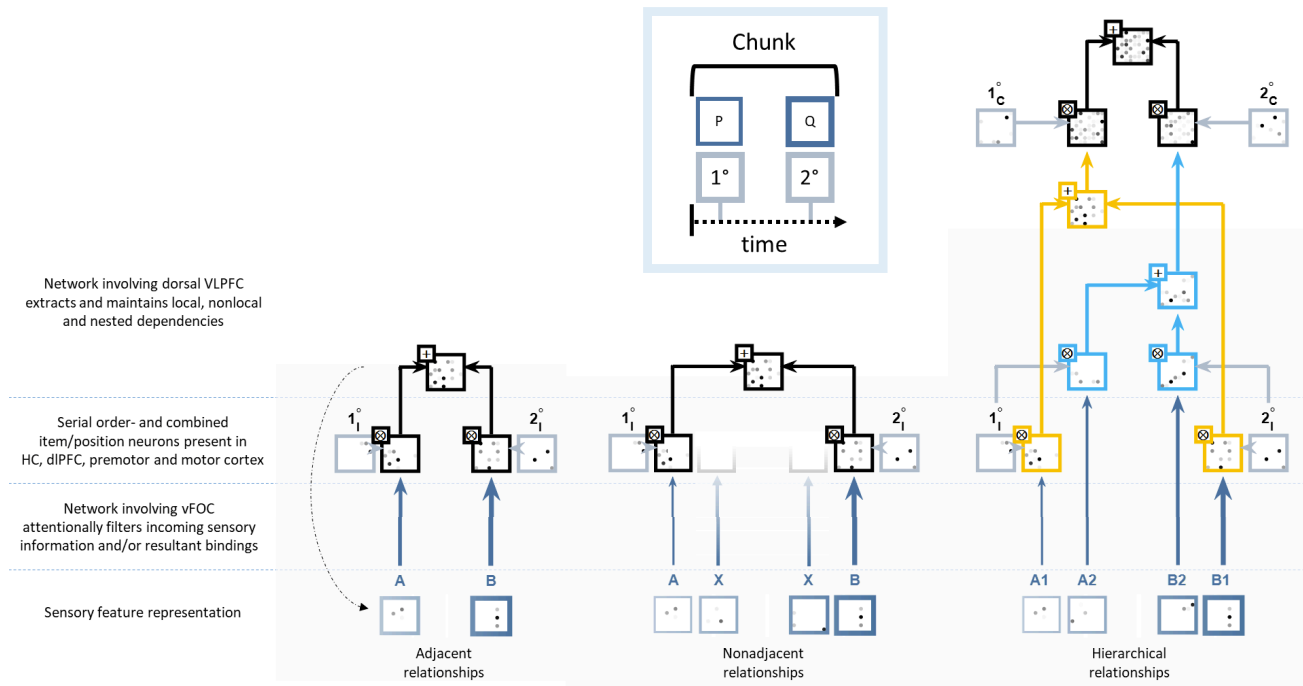 Chunk
P
Q
1°
2°
time
1°C
2°C
+
⊗
⊗
+
Network involving dorsal VLPFC
extracts and maintains local, nonlocal
and nested dependencies
+
+
+
⊗
⊗
Serial order- and combined
item/position neurons present in
HC, dlPFC, premotor and motor cortex
1°I
⊗
⊗
2°I
1°I
⊗
⊗
2°I
1°I
⊗
⊗
2°I
Network involving vFOC
attentionally filters incoming sensory
information and/or resultant bindings
A B
A X X B
A1 A2 B2 B1
Sensory feature representation
Adjacent
relationships
Nonadjacent
relationships
Hierarchical
relationships